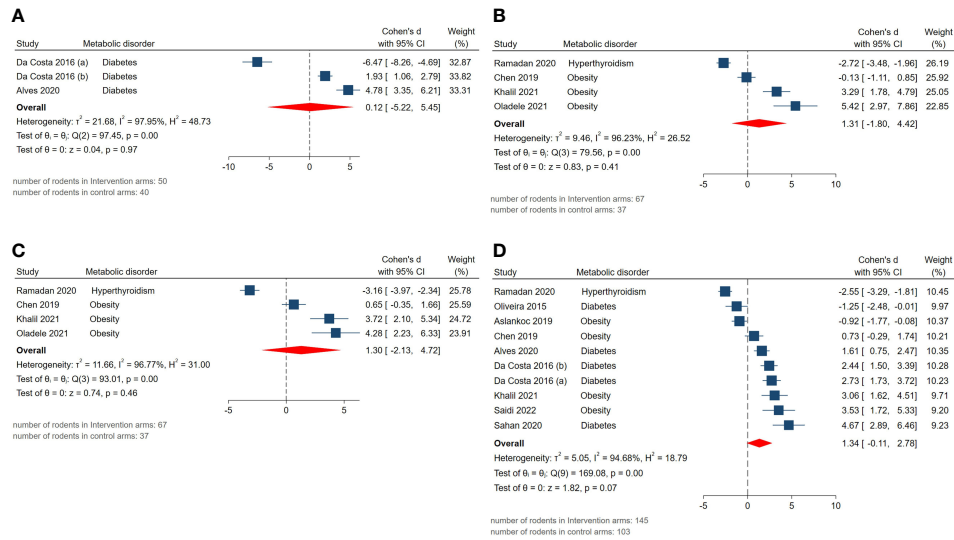 A
Cohen's d Weight
Study Metabolic disorder with 95% CI (%)
Da Costa 2016 (a) Diabetes -6.47 [ -8.26, -4.69] 32.87
Da Costa 2016 (b) Diabetes 1.93 [ 1.06, 2.79] 33.82
Alves 2020 Diabetes 4.78 [ 3.35, 6.21] 33.31
Overall 0.12 [ -5.22, 5.45]
Heterogeneity: τ² = 21.68, I² = 97.95%, H² = 48.73
Test of θᵢ = θⱼ: Q(2) = 97.45, p = 0.00
Test of θ = 0: z = 0.04, p = 0.97
-10 -5 0 5
number of rodents in Intervention arms: 50
number of rodents in control arms: 40
B
Cohen's d Weight
Study Metabolic disorder with 95% CI (%)
Ramadan 2020 Hyperthyroidism -2.72 [ -3.48, -1.96] 26.19
Chen 2019 Obesity -0.13 [ -1.11, 0.85] 25.92
Khalil 2021 Obesity 3.29 [ 1.78, 4.79] 25.05
Oladele 2021 Obesity 5.42 [ 2.97, 7.86] 22.85
Overall 1.31 [ -1.80, 4.42]
Heterogeneity: τ² = 9.46, I² = 96.23%, H² = 26.52
Test of θᵢ = θⱼ: Q(3) = 79.56, p = 0.00
Test of θ = 0: z = 0.83, p = 0.41
-5 0 5 10
number of rodents in Intervention arms: 67
number of rodents in control arms: 37
C
Cohen's d Weight
Study Metabolic disorder with 95% CI (%)
Ramadan 2020 Hyperthyroidism -3.16 [ -3.97, -2.34] 25.78
Chen 2019 Obesity 0.65 [ -0.35, 1.66] 25.59
Khalil 2021 Obesity 3.72 [ 2.10, 5.34] 24.72
Oladele 2021 Obesity 4.28 [ 2.23, 6.33] 23.91
Overall 1.30 [ -2.13, 4.72]
Heterogeneity: τ² = 11.66, I² = 96.77%, H² = 31.00
Test of θᵢ = θⱼ: Q(3) = 93.01, p = 0.00
Test of θ = 0: z = 0.74, p = 0.46
-5 0 5
number of rodents in Intervention arms: 67
number of rodents in control arms: 37
D
Cohen's d Weight
Study Metabolic disorder with 95% CI (%)
Ramadan 2020 Hyperthyroidism -2.55 [ -3.29, -1.81] 10.45
Oliveira 2015 Diabetes -1.25 [ -2.48, -0.01] 9.97
Aslankoc 2019 Obesity -0.92 [ -1.77, -0.08] 10.37
Chen 2019 Obesity 0.73 [ -0.29, 1.74] 10.21
Alves 2020 Diabetes 1.61 [ 0.75, 2.47] 10.35
Da Costa 2016 (b) Diabetes 2.44 [ 1.50, 3.39] 10.28
Da Costa 2016 (a) Diabetes 2.73 [ 1.73, 3.72] 10.23
Khalil 2021 Obesity 3.06 [ 1.62, 4.51] 9.71
Saidi 2022 Obesity 3.53 [ 1.72, 5.33] 9.20
Sahan 2020 Diabetes 4.67 [ 2.89, 6.46] 9.23
Overall 1.34 [ -0.11, 2.78]
Heterogeneity: τ² = 5.05, I² = 94.68%, H² = 18.79
Test of θᵢ = θⱼ: Q(9) = 169.08, p = 0.00
Test of θ = 0: z = 1.82, p = 0.07
-5 0 5 10
number of rodents in Intervention arms: 145
number of rodents in control arms: 103